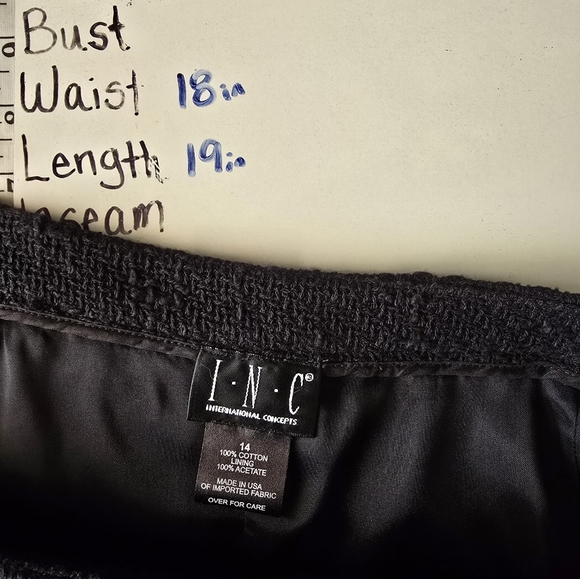 Bust
Waist 18in
Length 19in
Inseam
I·N·C®
INTERNATIONAL CONCEPTS
14
100% COTTON
LINING
100% ACETATE
MADE IN USA
OF IMPORTED FABRIC
OVER FOR CARE